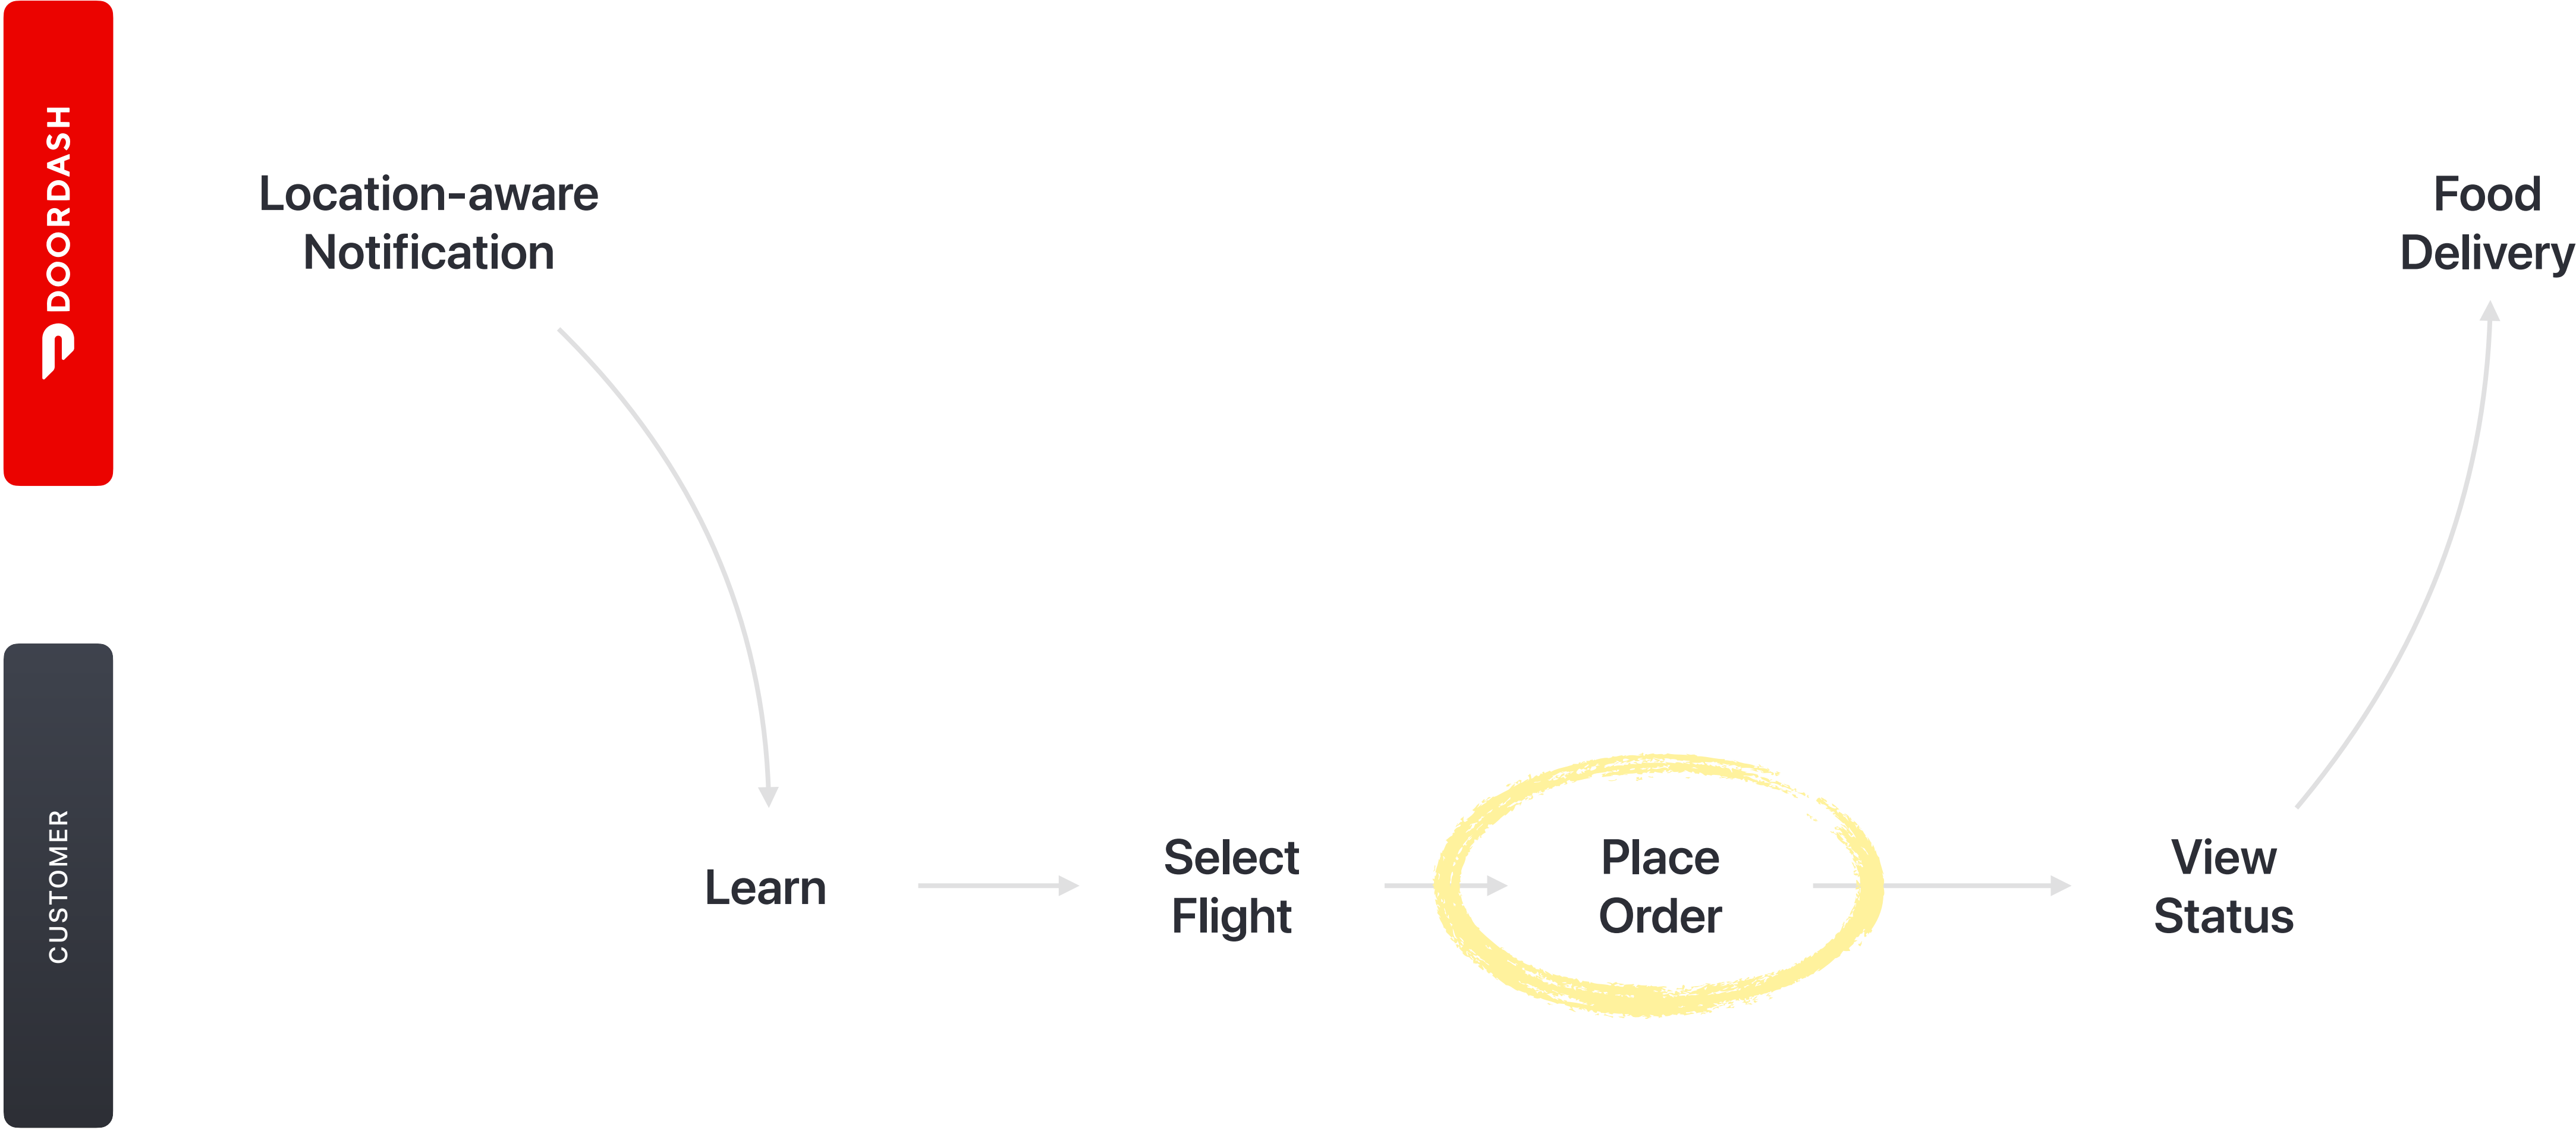 DOORDASH
Location-aware
Notification
Food
Delivery
CUSTOMER
Learn
Select
Flight
Place
Order
View
Status